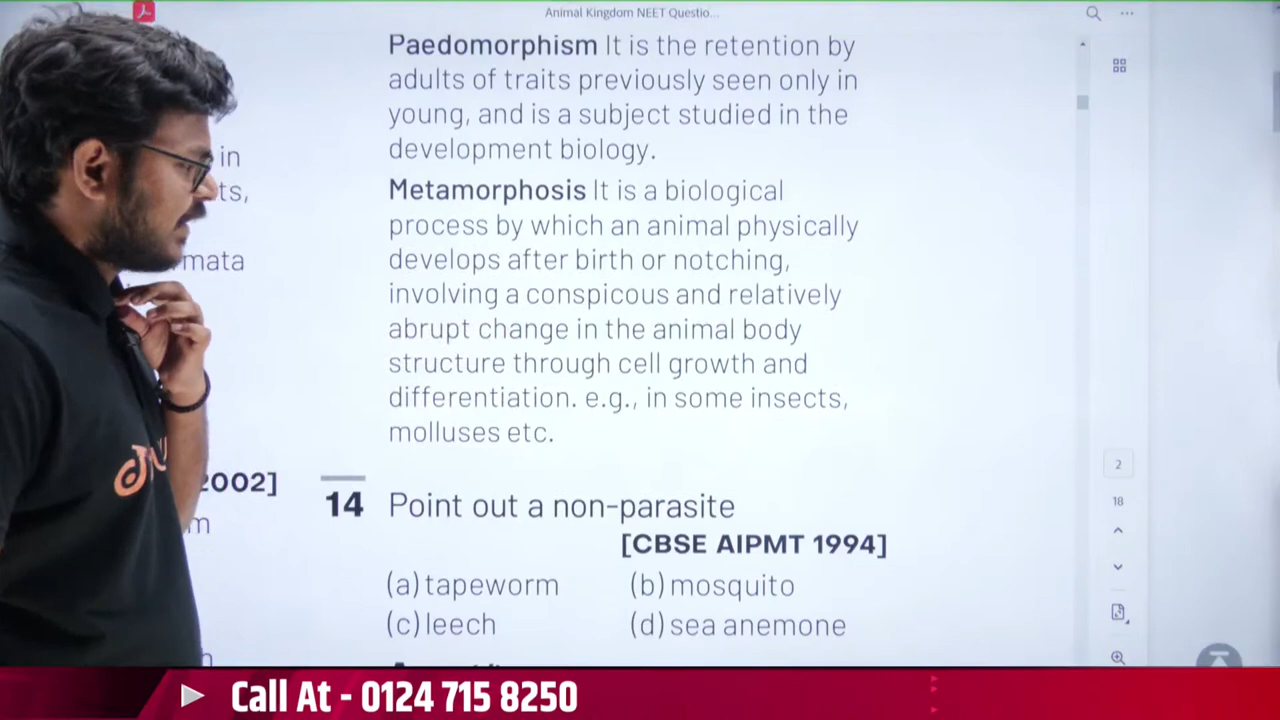 Animal Kingdom NEET Questio...
Paedomorphism It is the retention by
adults of traits previously seen only in
young, and is a subject studied in the
development biology.
in
ts,
Metamorphosis It is a biological
process by which an animal physically
mata
develops after birth or notching,
involving a conspicous and relatively
abrupt change in the animal body
structure through cell growth and
differentiation. e.g., in some insects,
molluses etc.
2002]
m
14 Point out a non-parasite
[CBSE AIPMT 1994]
(a) tapeworm (b) mosquito
(c) leech (d) sea anemone
2
18
Call At - 0124 715 8250